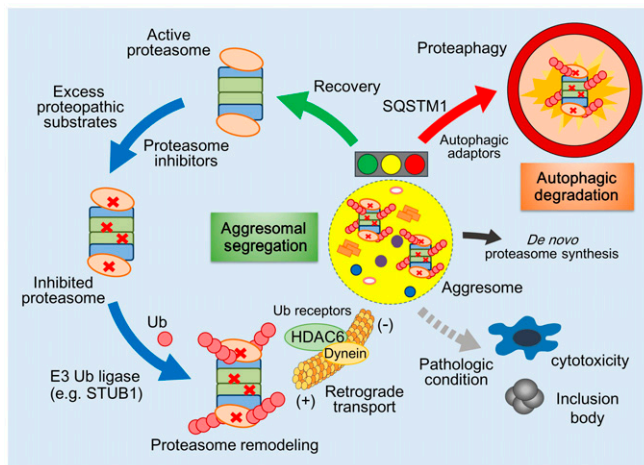 Active
proteasome
Excess
proteopathic
substrates
Proteasome
inhibitors
Recovery
SQSTM1
Proteaphagy
Autophagic
adaptors
Autophagic
degradation
Aggresomal
segregation
De novo
proteasome synthesis
Aggresome
Inhibited
proteasome
Ub
E3 Ub ligase
(e.g. STUB1)
Proteasome remodeling
Ub receptors
HDAC6
Dynein
(-)
(+)
Retrograde
transport
Pathologic
condition
cytotoxicity
Inclusion
body